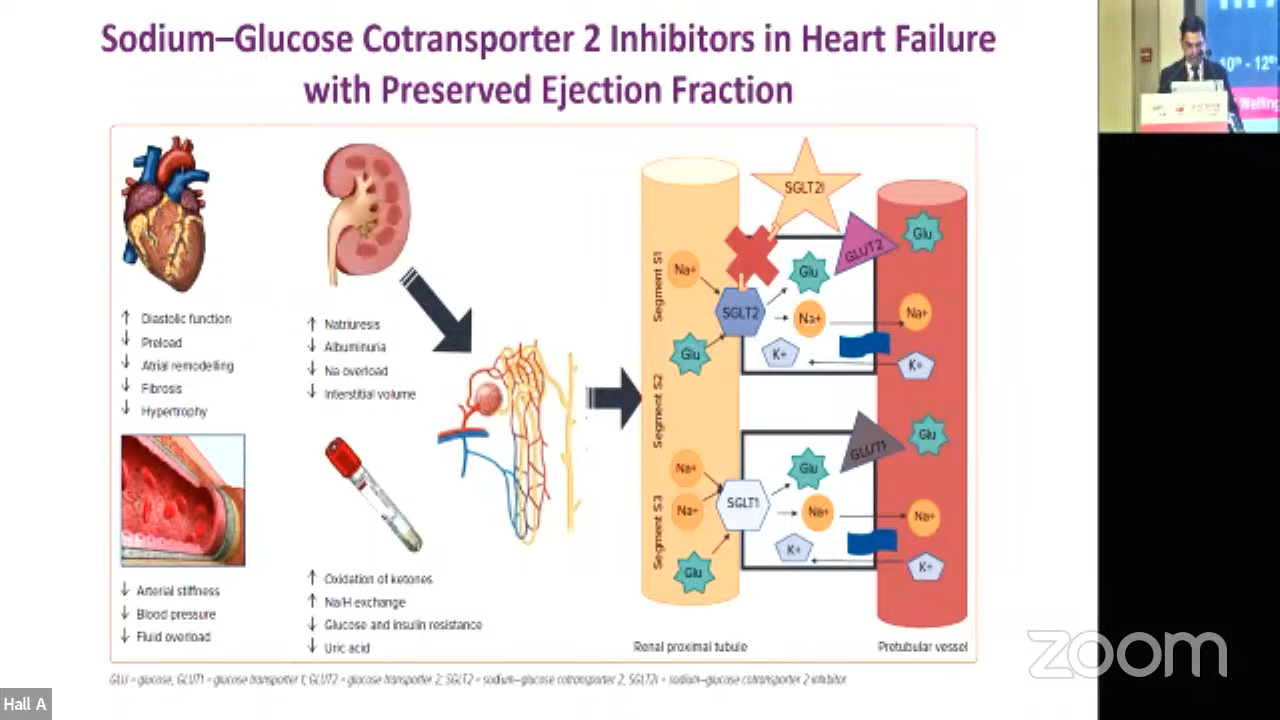 Sodium–Glucose Cotransporter 2 Inhibitors in Heart Failure
with Preserved Ejection Fraction
↑ Diastolic function
↓ Preload
↓ Atrial remodelling
↓ Fibrosis
↓ Hypertrophy
↑ Natriuresis
↓ Albuminuria
↓ Na overload
↓ Interstitial volume
↓ Arterial stiffness
↓ Blood pressure
↓ Fluid overload
↑ Oxidation of ketones
↑ Na/H exchange
↓ Glucose and insulin resistance
↓ Uric acid
SGLT2I
Segment S1
Na+
Glu
SGLT2
Glu
Na+
K+
GLUT2
Glu
Na+
K+
Segment S2
Segment S3
Na+
Na+
Glu
SGLT1
Glu
Na+
K+
GLUT1
Glu
Na+
K+
Renal proximal tubule
Pretubular vessel
GLU = glucose; GLUT1 = glucose transporter 1; GLUT2 = glucose transporter 2; SGLT2 = sodium–glucose cotransporter 2; SGLT2I = sodium–glucose cotransporter 2 inhibitor.
10th - 12th
Welling
Hall A
zoom